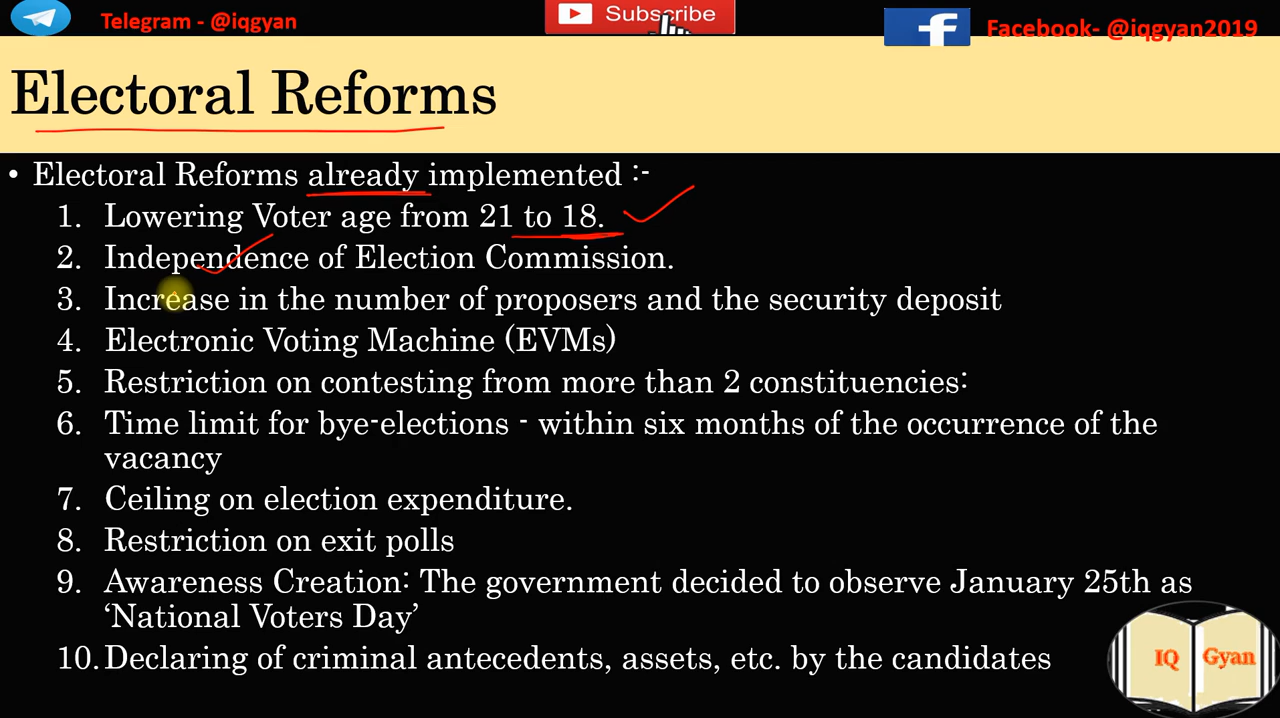 Telegram - @iqgyan
Subscribe
Facebook- @iqgyan2019
Electoral Reforms
• Electoral Reforms already implemented :-
1. Lowering Voter age from 21 to 18.
2. Independence of Election Commission.
3. Increase in the number of proposers and the security deposit
4. Electronic Voting Machine (EVMs)
5. Restriction on contesting from more than 2 constituencies:
6. Time limit for bye-elections - within six months of the occurrence of the
vacancy
7. Ceiling on election expenditure.
8. Restriction on exit polls
9. Awareness Creation: The government decided to observe January 25th as
‘National Voters Day’
10. Declaring of criminal antecedents, assets, etc. by the candidates
IQ Gyan